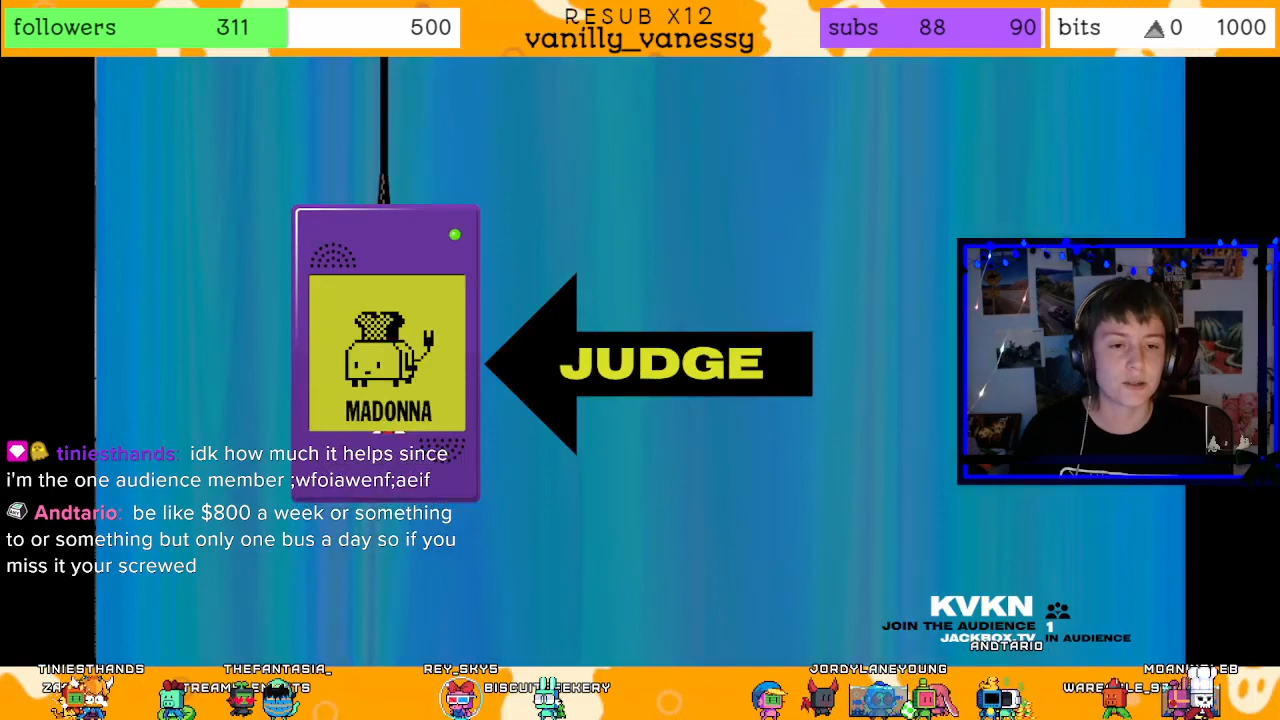 followers 311 500
RESUB X12
vanilly_vanessy
subs 88 90
bits 0 1000
JUDGE
MADONNA
tiniesthands: idk how much it helps since
i'm the one audience member ;wfoiawenf;aeif
Andtario: be like $800 a week or something
to or something but only one bus a day so if you
miss it your screwed
KVKN
JOIN THE AUDIENCE 1
JACKBOX.TV IN AUDIENCE
ANDTARIO
TINIESTHANDS
THEFANTASIA_
REY_SKYS
JORDYLANEYOUNG